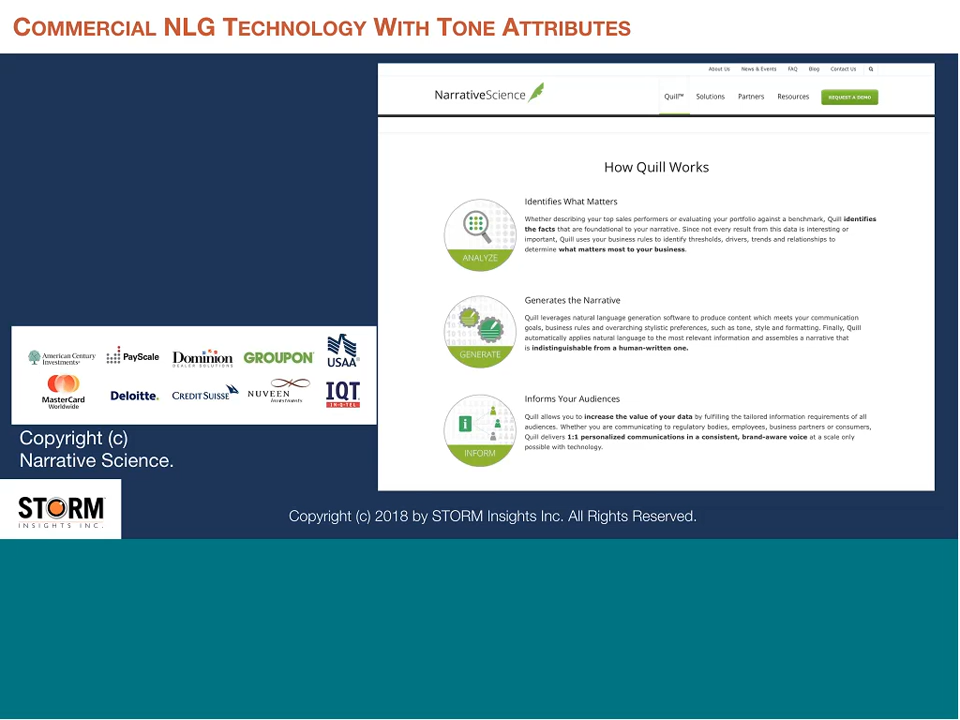 COMMERCIAL NLG TECHNOLOGY WITH TONE ATTRIBUTES
About Us News & Events FAQ Blog Contact Us
NarrativeScience
Quill™ Solutions Partners Resources REQUEST A DEMO
How Quill Works
Identifies What Matters
Whether describing your top sales performers or evaluating your portfolio against a benchmark, Quill identifies
the facts that are foundational to your narrative. Since not every result from this data is interesting or
important, Quill uses your business rules to identify thresholds, drivers, trends and relationships to
determine what matters most to your business.
ANALYZE
Generates the Narrative
Quill leverages natural language generation software to produce content which meets your communication
goals, business rules and overarching stylistic preferences, such as tone, style and formatting. Finally, Quill
automatically applies natural language to the most relevant information and assembles a narrative that
is indistinguishable from a human-written one.
GENERATE
Informs Your Audiences
Quill allows you to increase the value of your data by fulfilling the tailored information requirements of all
audiences. Whether you are communicating to regulatory bodies, employees, business partners or consumers,
Quill delivers 1:1 personalized communications in a consistent, brand-aware voice at a scale only
possible with technology.
i
INFORM
American Century
Investments®
PayScale
Dominion
DEALER SOLUTIONS
GROUPON
USAA®
MasterCard
Worldwide
Deloitte.
CREDIT SUISSE
NUVEEN
Investments
IQT
IN-Q-TEL
Copyright (c)
Narrative Science.
STORM
INSIGHTS INC.
Copyright (c) 2018 by STORM Insights Inc. All Rights Reserved.